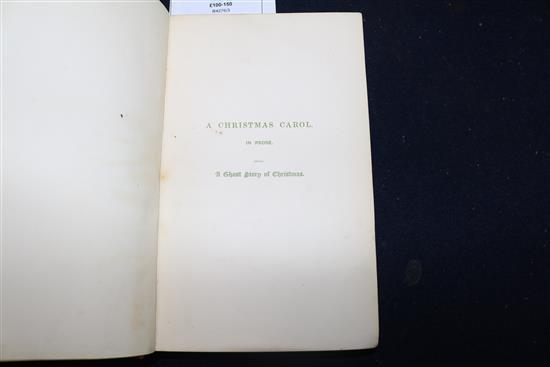 £100-150
A CHRISTMAS CAROL.
IN PROSE.
A Ghost Story of Christmas.